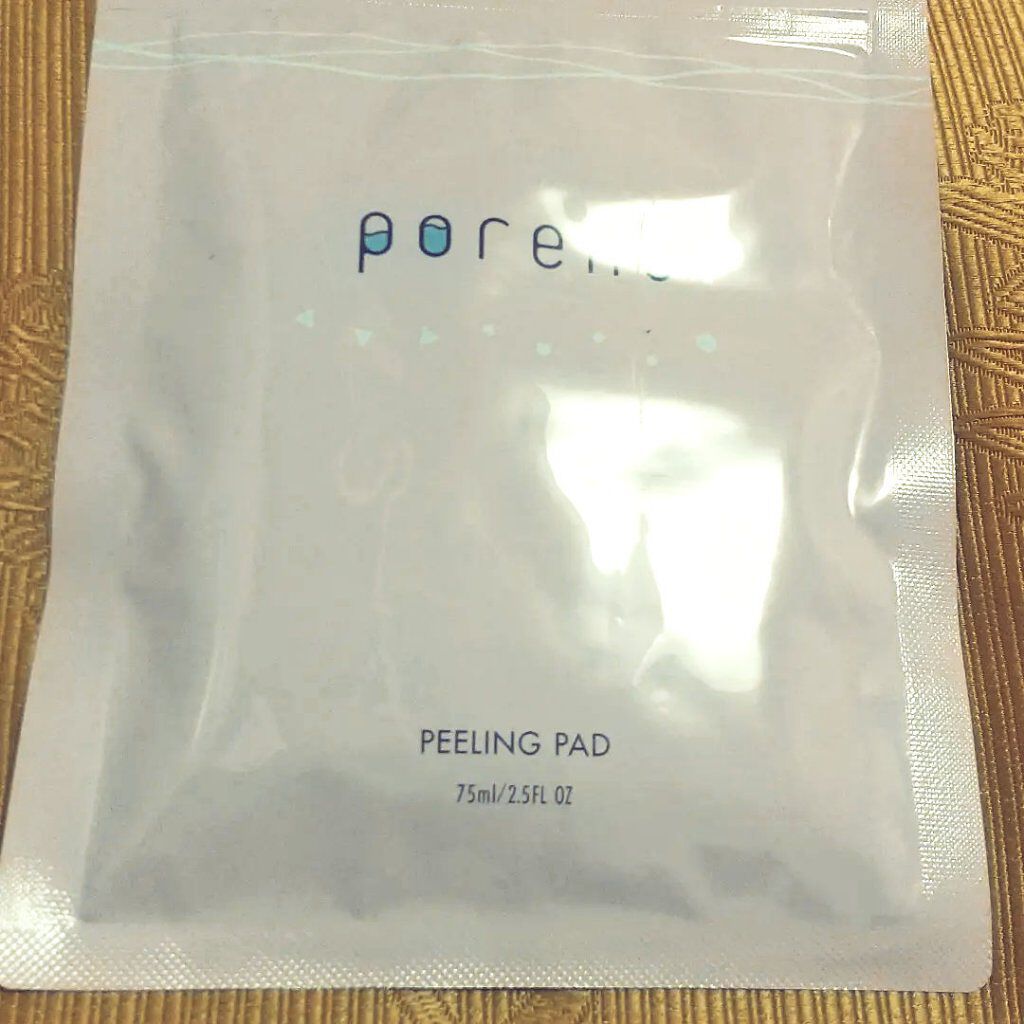 PEELING PAD
75ml/2.5FL OZ